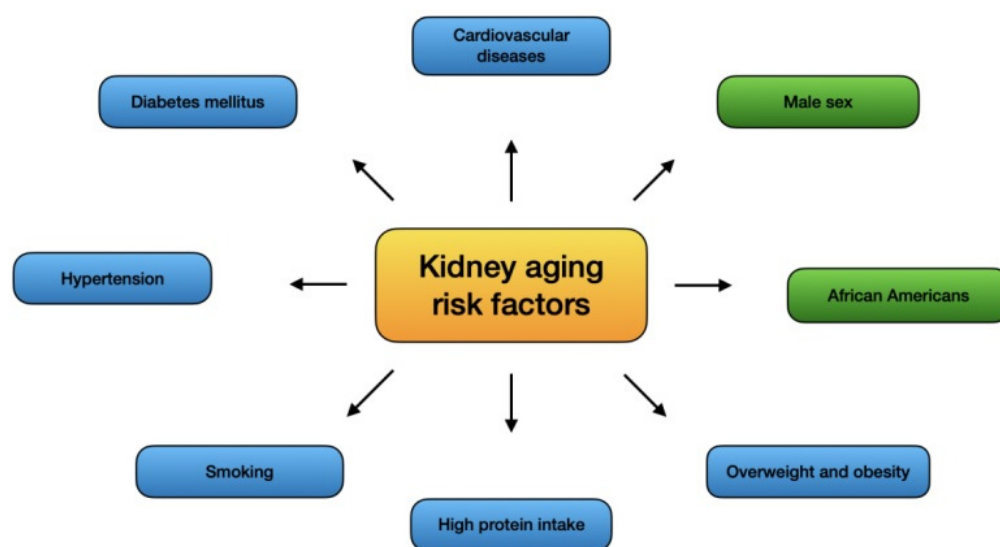 Cardiovascular
diseases
Diabetes mellitus
Male sex
Hypertension
Kidney aging
risk factors
African Americans
Smoking
Overweight and obesity
High protein intake